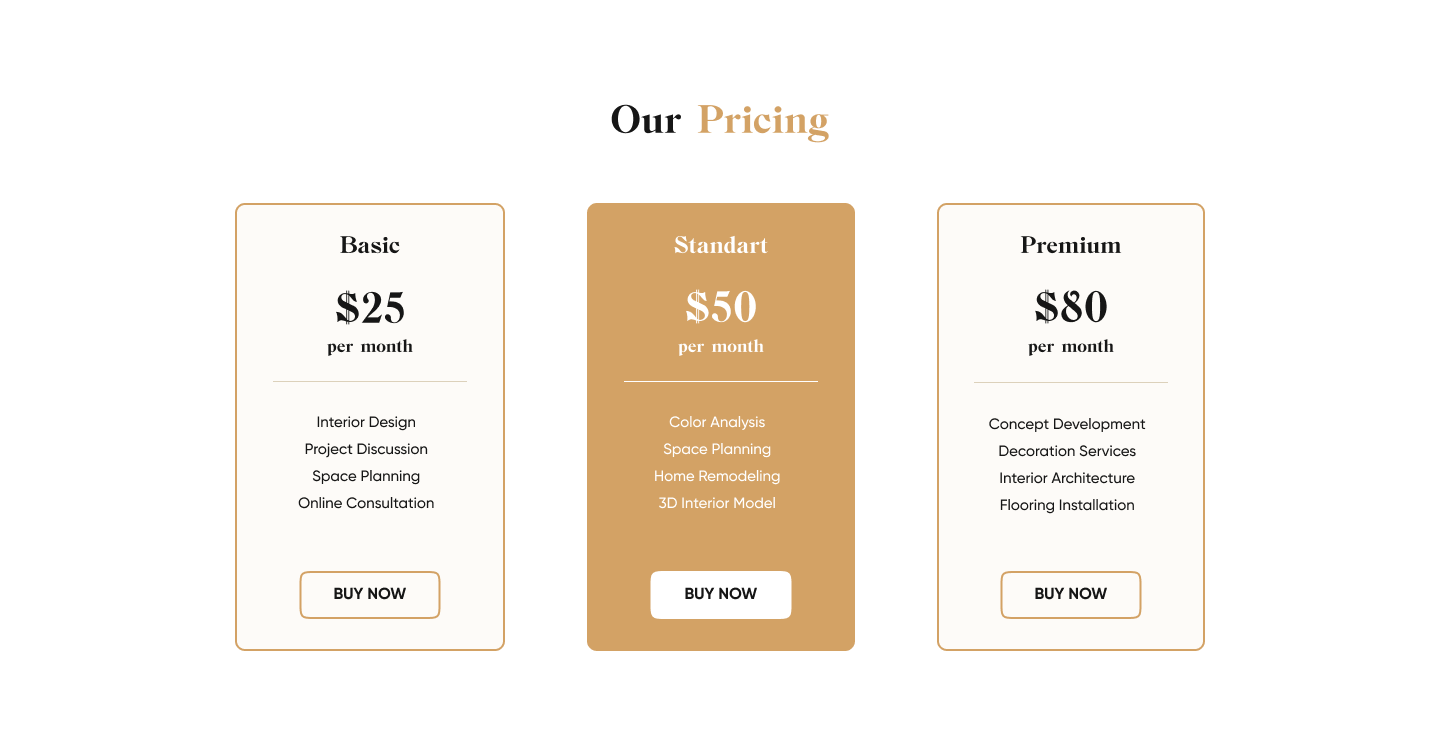 Our Pricing
Basic
$25
per month
Interior Design
Project Discussion
Space Planning
Online Consultation
BUY NOW
Standart
$50
per month
Color Analysis
Space Planning
Home Remodeling
3D Interior Model
BUY NOW
Premium
$80
per month
Concept Development
Decoration Services
Interior Architecture
Flooring Installation
BUY NOW